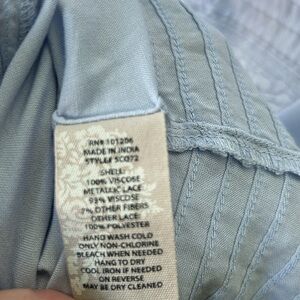 RN# 101206
MADE IN INDIA
STYLE# SC072
SHELL:
100% VISCOSE
METALLIC LACE
93% VISCOSE
7% OTHER FIBERS
OTHER LACE:
100% POLYESTER
HAND WASH COLD
ONLY NON-CHLORINE
BLEACH WHEN NEEDED
HANG TO DRY
COOL IRON IF NEEDED
ON REVERSE
MAY BE DRY CLEANED